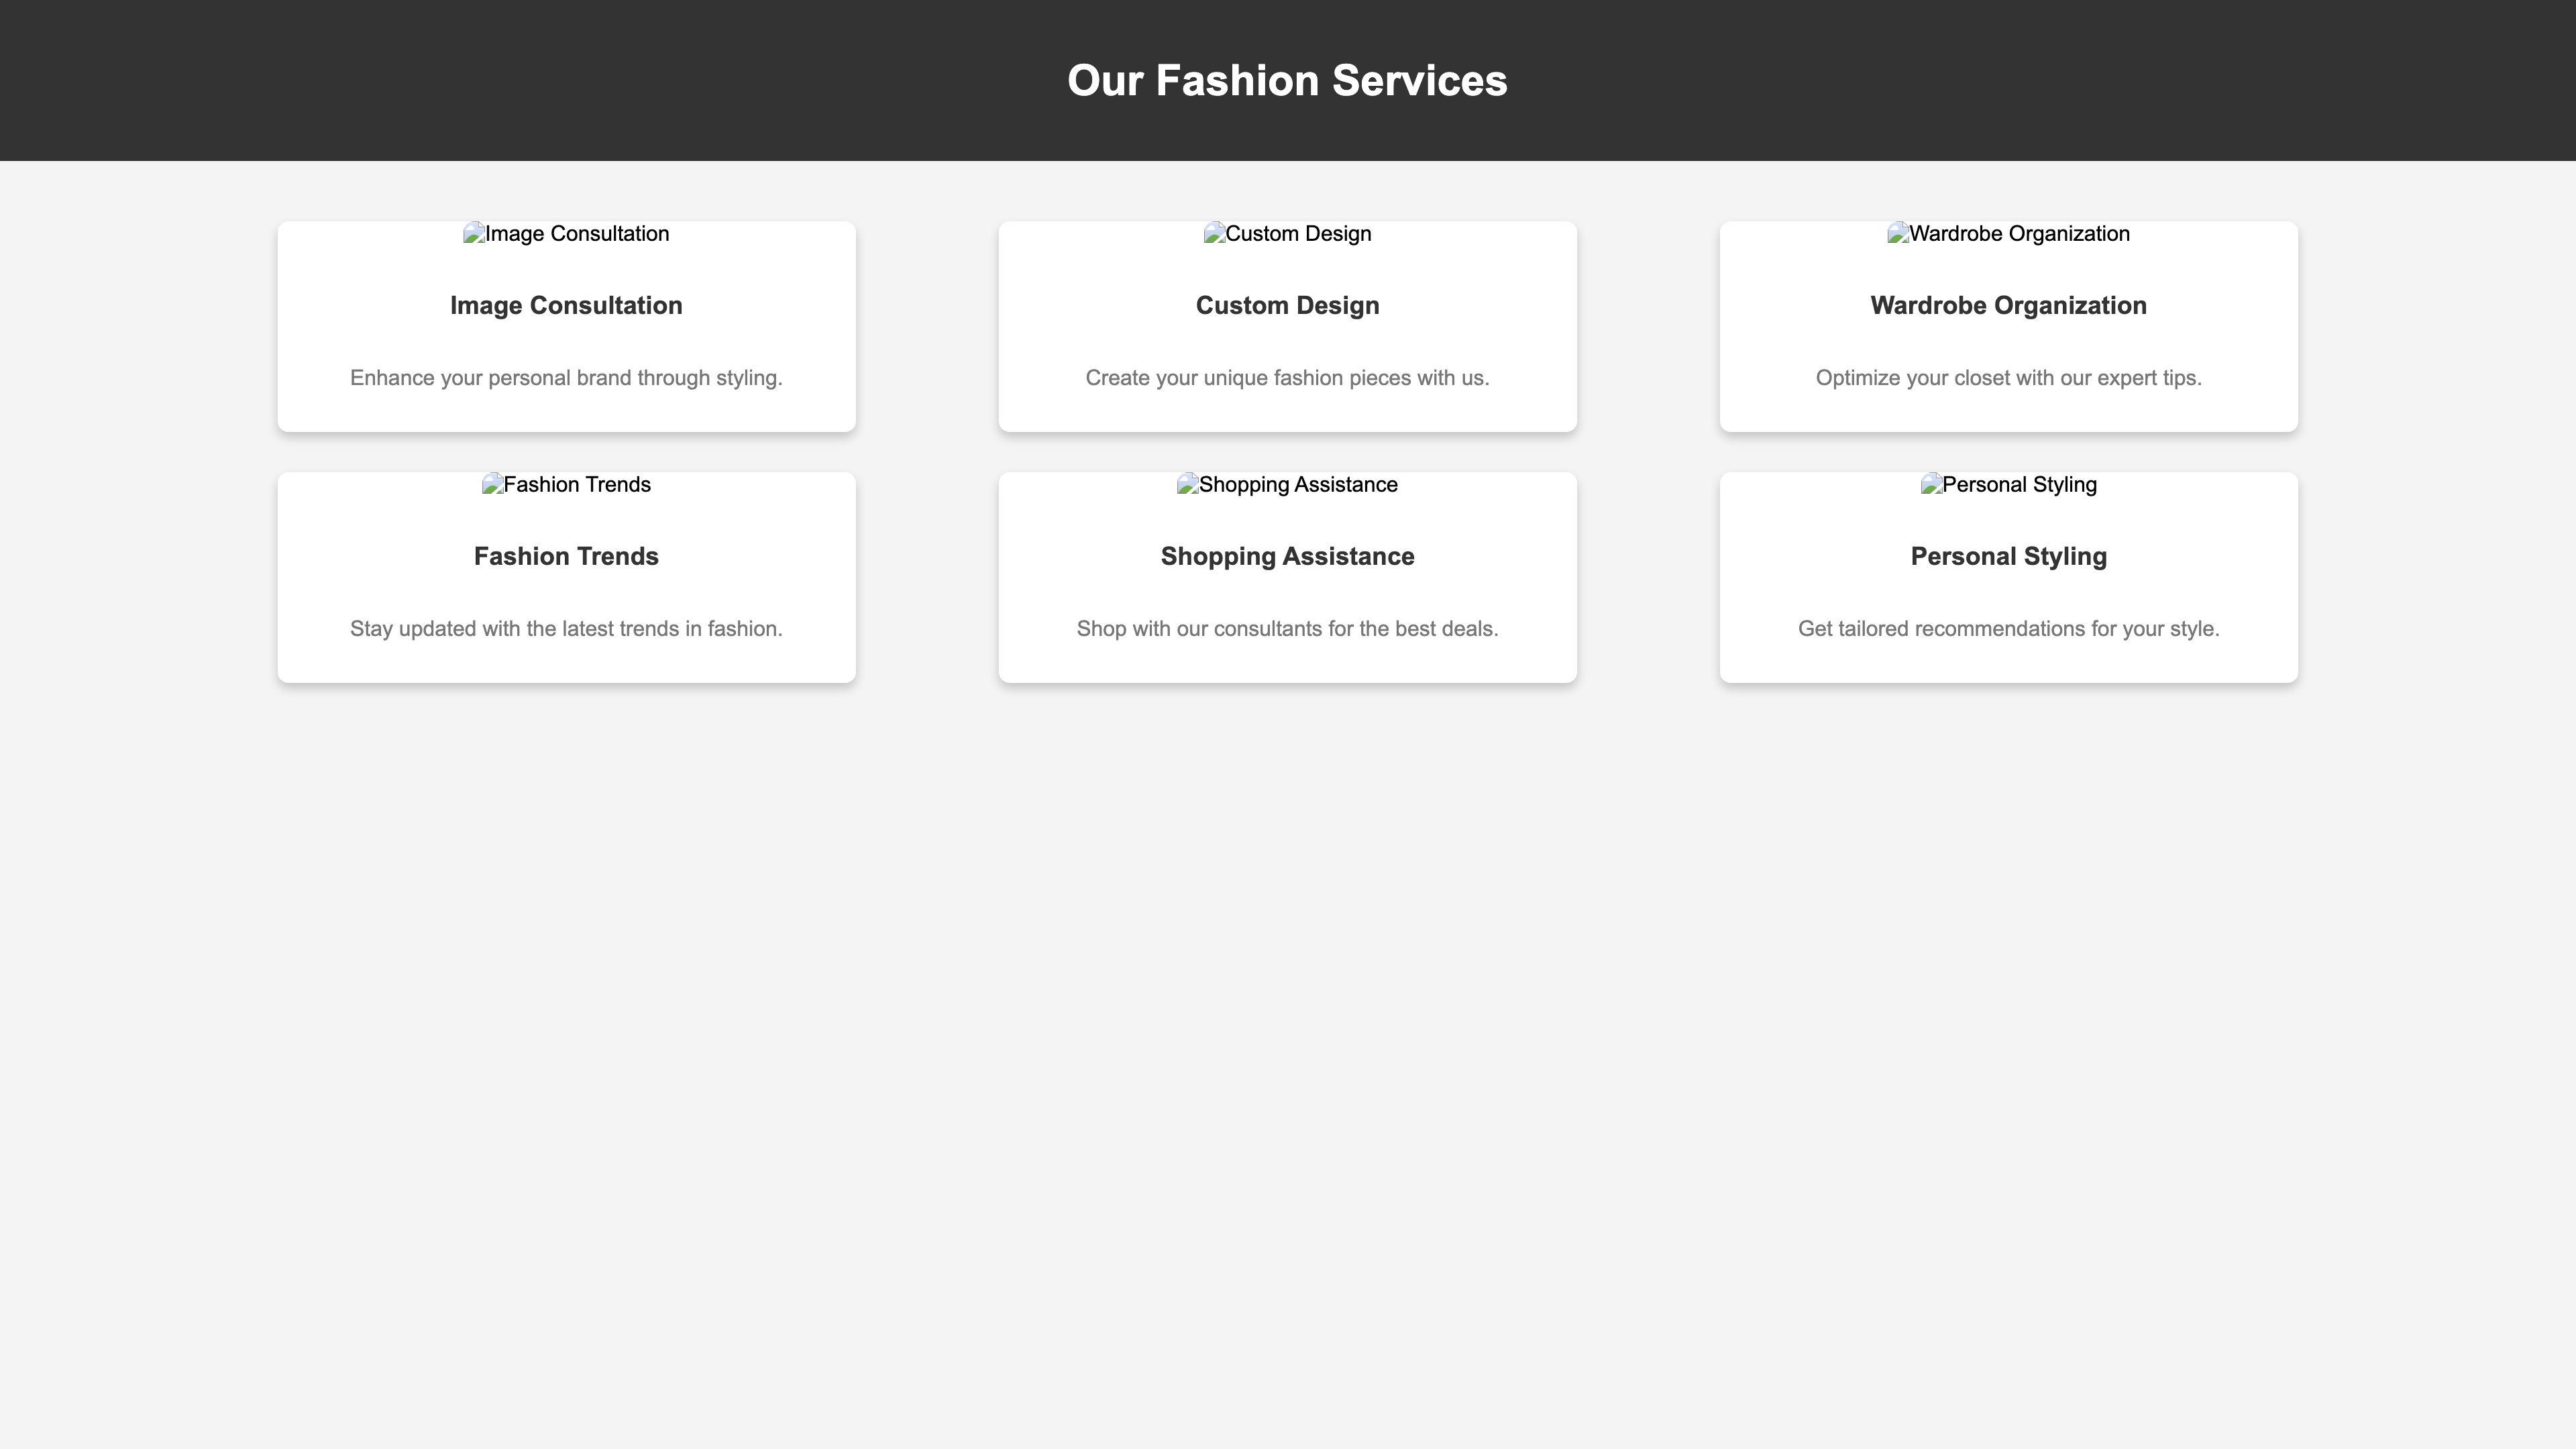 Our Fashion Services
Image Consultation
Image Consultation
Enhance your personal brand through styling.
Custom Design
Custom Design
Create your unique fashion pieces with us.
Wardrobe Organization
Wardrobe Organization
Optimize your closet with our expert tips.
Fashion Trends
Fashion Trends
Stay updated with the latest trends in fashion.
Shopping Assistance
Shopping Assistance
Shop with our consultants for the best deals.
Personal Styling
Personal Styling
Get tailored recommendations for your style.